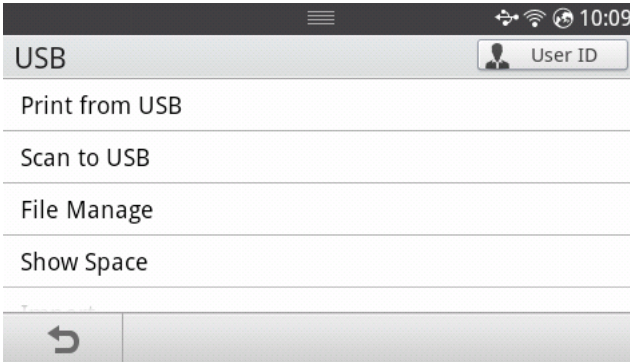 10:09
USB
User ID
Print from USB
Scan to USB
File Manage
Show Space